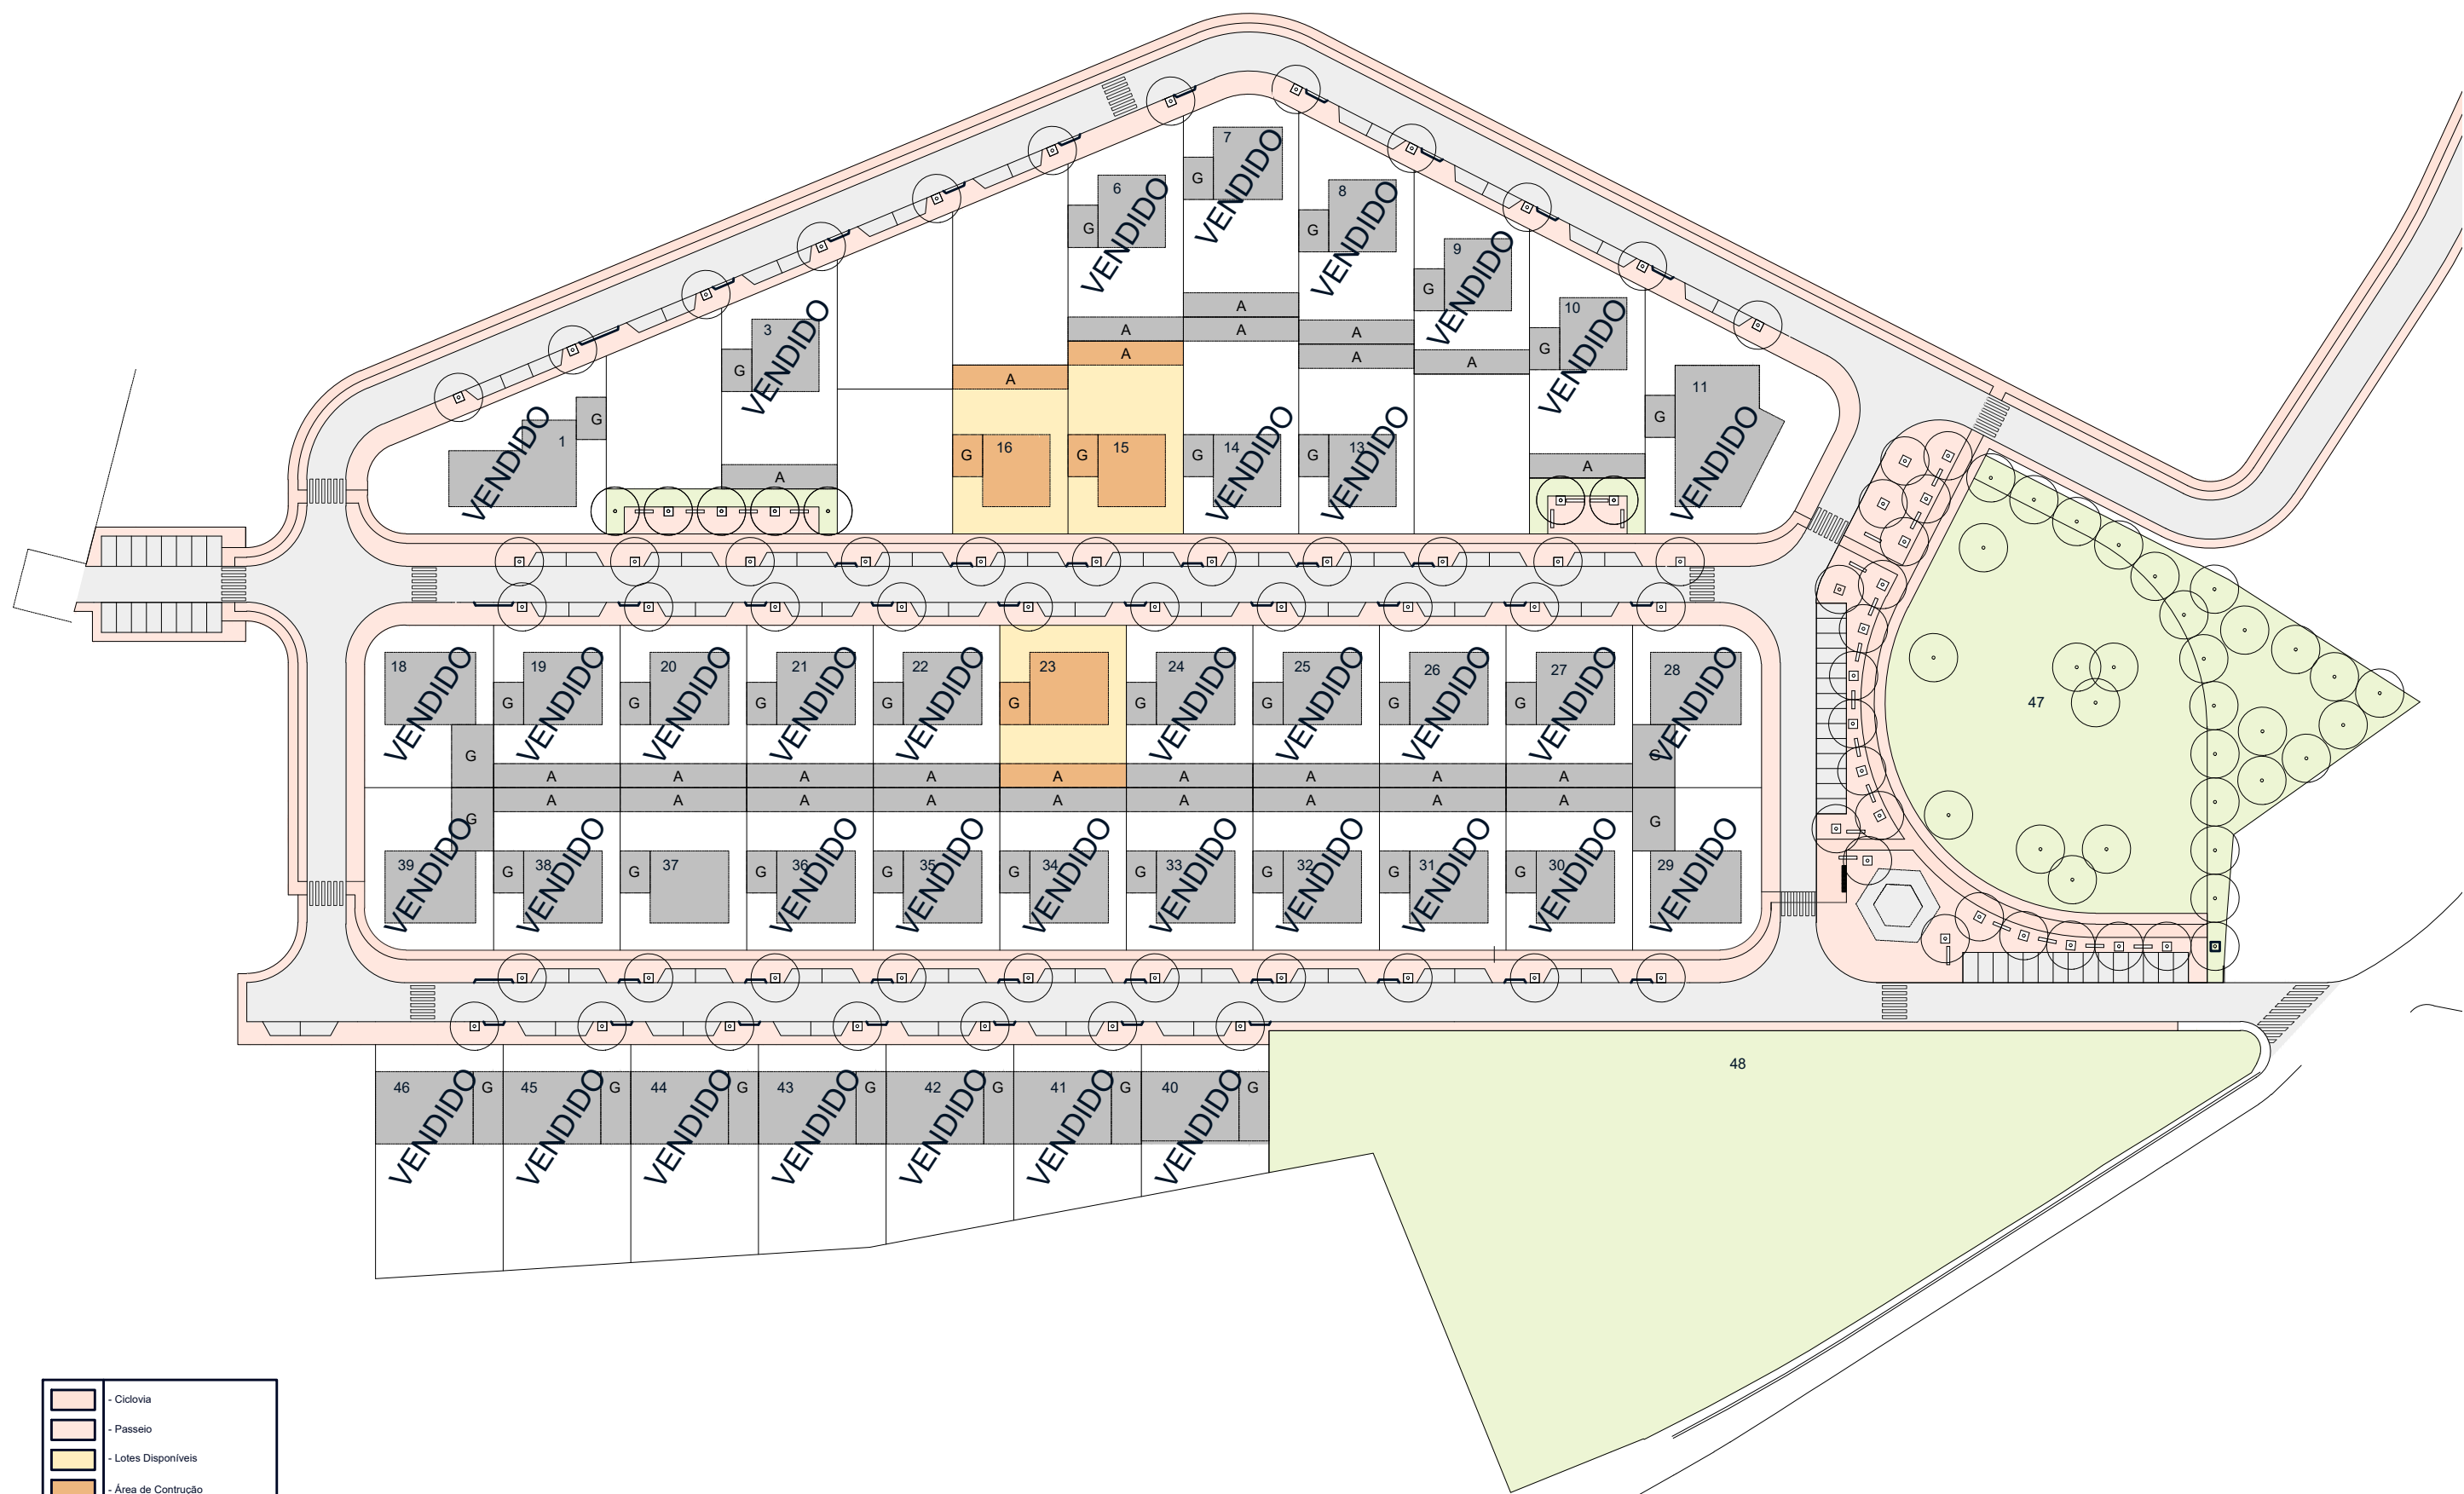 7
VENDIDO
G
6
VENDIDO
G
8
VENDIDO
G
9
VENDIDO
G
10
VENDIDO
G
3
VENDIDO
G
A
A
A
A
A
A
A
A
A
11
VENDIDO
G
1
VENDIDO
G
A
A
G
16
G
15
G
14
VENDIDO
G
13
VENDIDO
18
VENDIDO
G
19
VENDIDO
G
20
VENDIDO
G
21
VENDIDO
G
22
VENDIDO
G
23
G
24
VENDIDO
G
25
VENDIDO
G
26
VENDIDO
G
27
VENDIDO
28
VENDIDO
47
G
A
A
A
A
A
A
A
A
A
G
G
A
A
A
A
A
A
A
A
A
G
39
VENDIDO
G
38
VENDIDO
G
37
G
36
VENDIDO
G
35
VENDIDO
G
34
VENDIDO
G
33
VENDIDO
G
32
VENDIDO
G
31
VENDIDO
G
30
VENDIDO
29
VENDIDO
46
VENDIDO
G
45
VENDIDO
G
44
VENDIDO
G
43
VENDIDO
G
42
VENDIDO
G
41
VENDIDO
G
40
VENDIDO
G
48
- Ciclovia
- Passeio
- Lotes Disponíveis
- Área de Contrução